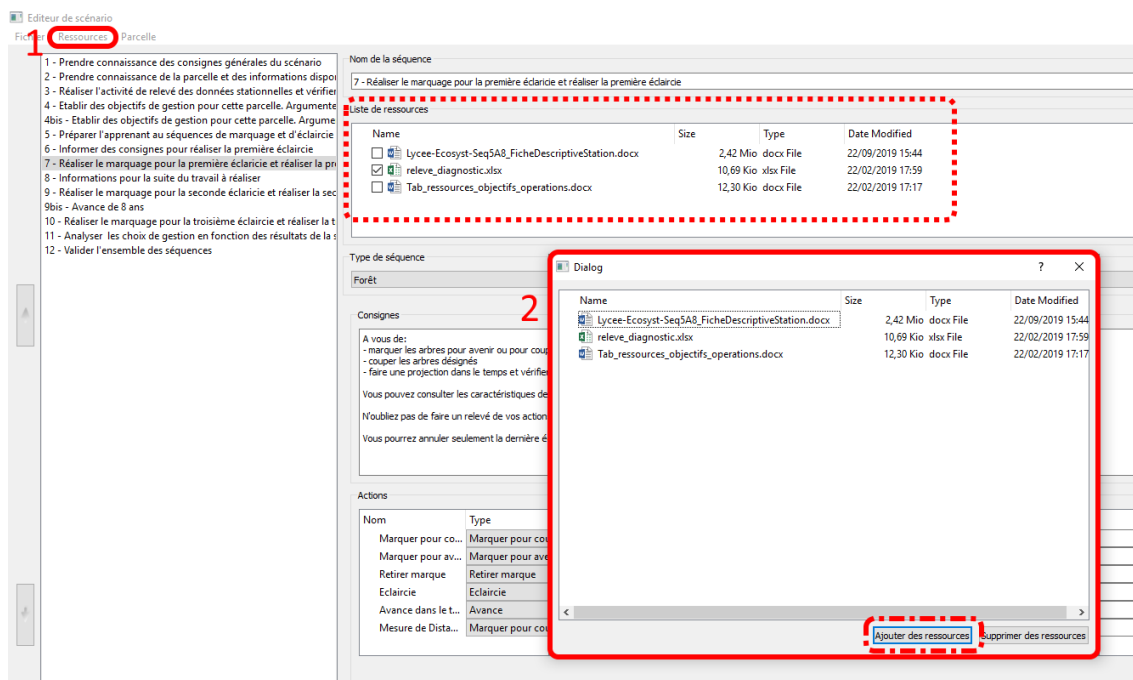 Editeur de scénario
1
Fichier Ressources Parcelle
1 - Prendre connaissance des consignes générales du scénario
2 - Prendre connaissance de la parcelle et des informations dispor
3 - Réaliser l'activité de relevé des données stationnelles et vérifier
4 - Etablir des objectifs de gestion pour cette parcelle. Argumente
4bis - Etablir des objectifs de gestion pour cette parcelle. Argume
5 - Préparer l'apprenant au séquences de marquage et d'éclaircie
6 - Informer des consignes pour réaliser la première éclaircie
7 - Réaliser le marquage pour la première éclaricie et réaliser la pre
8 - Informations pour la suite du travail à réaliser
9 - Réaliser le marquage pour la seconde éclaricie et réaliser la sec
9bis - Avance de 8 ans
10 - Réaliser le marquage pour la troisième éclaircie et réaliser la t
11 - Analyser les choix de gestion en fonction des résultats de la s
12 - Valider l'ensemble des séquences
Nom de la séquence
7 - Réaliser le marquage pour la première éclaricie et réaliser la première éclaircie
Liste de ressources
Name Size Type Date Modified
Lycee-Ecosyst-Seq5A8_FicheDescriptiveStation.docx 2,42 Mio docx File 22/09/2019 15:44
releve_diagnostic.xlsx 10,69 Kio xlsx File 22/02/2019 17:59
Tab_ressources_objectifs_operations.docx 12,30 Kio docx File 22/02/2019 17:17
Type de séquence
Forêt
Consignes
A vous de:
- marquer les arbres pour avenir ou pour coup
- couper les arbres désignés
- faire une projection dans le temps et vérifie
Vous pouvez consulter les caractéristiques de
N'oubliez pas de faire un relevé de vos action
Vous pourrez annuler seulement la dernière é
Actions
Nom Type
Marquer pour co... Marquer pour cou
Marquer pour av... Marquer pour ave
Retirer marque Retirer marque
Eclaircie Eclaircie
Avance dans le t... Avance
Mesure de Dista... Marquer pour cou
2
Dialog ? ×
Name Size Type Date Modified
Lycee-Ecosyst-Seq5A8_FicheDescriptiveStation.docx 2,42 Mio docx File 22/09/2019 15:44
releve_diagnostic.xlsx 10,69 Kio xlsx File 22/02/2019 17:59
Tab_ressources_objectifs_operations.docx 12,30 Kio docx File 22/02/2019 17:17
Ajouter des ressources Supprimer des ressources